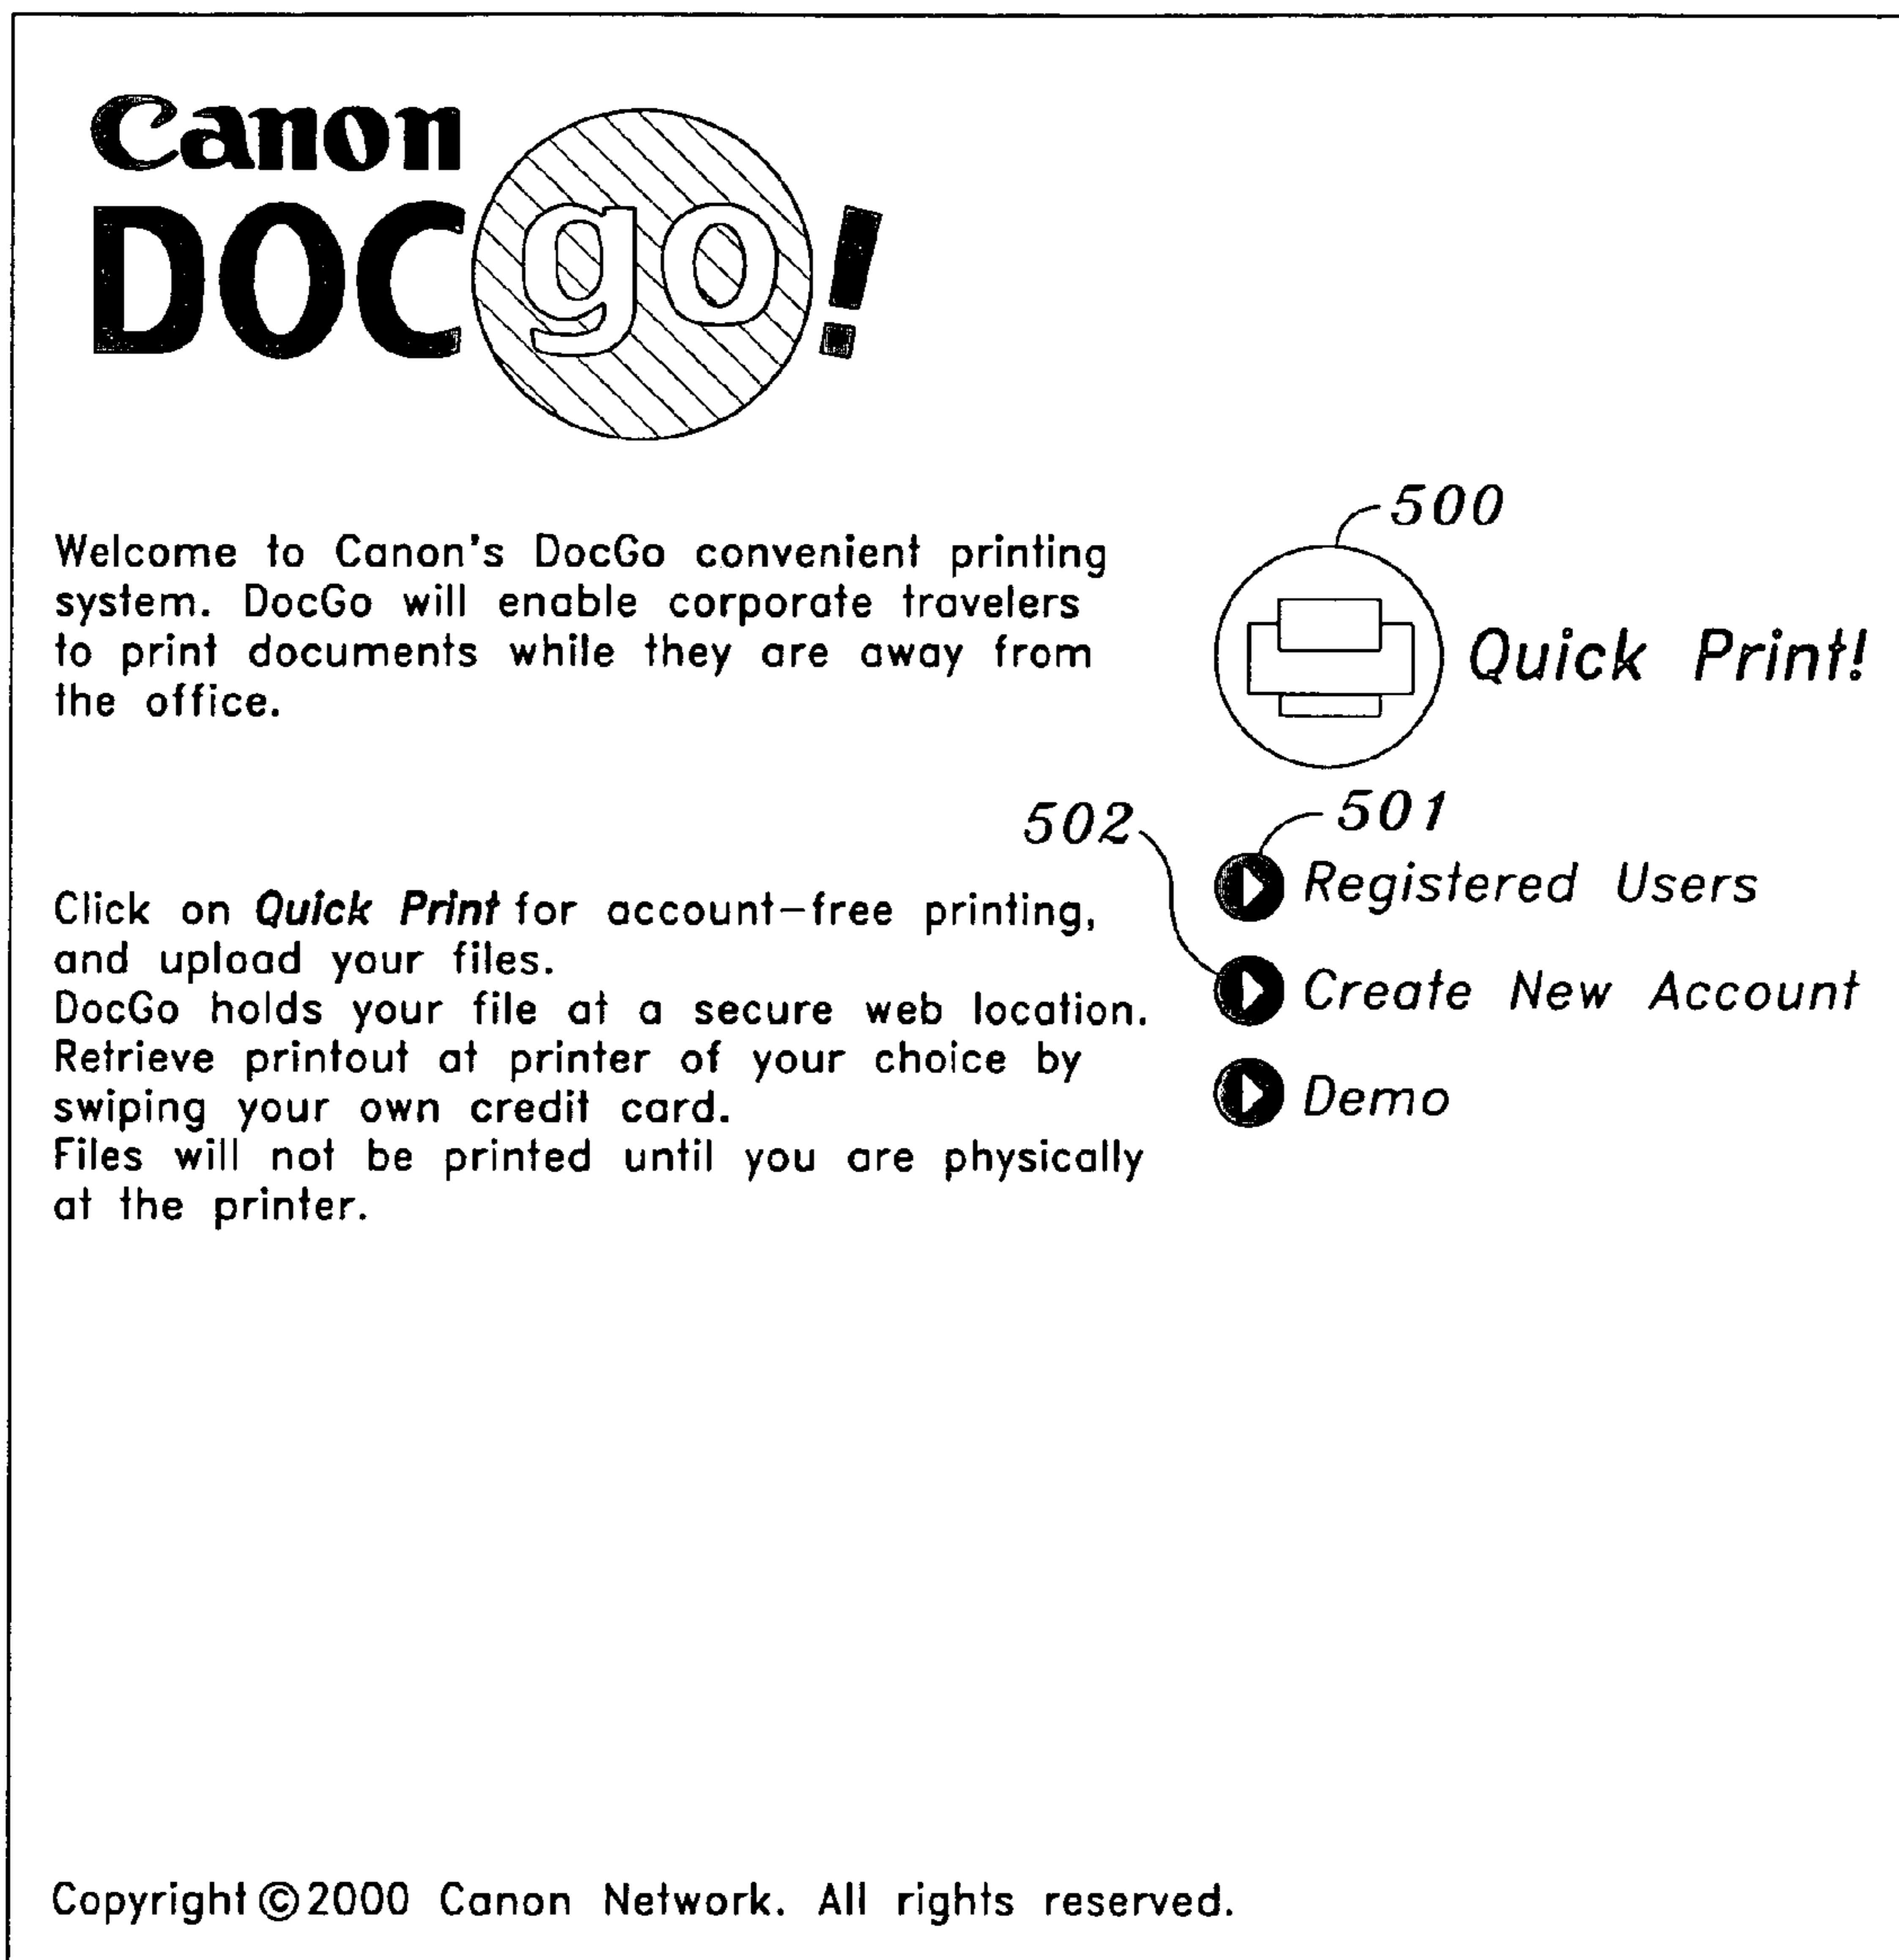 Canon
DOC go!
Welcome to Canon's DocGo convenient printing
system. DocGo will enable corporate travelers
to print documents while they are away from
the office.
500
Quick Print!
502
501
Registered Users
Create New Account
Demo
Click on Quick Print for account-free printing,
and upload your files.
DocGo holds your file at a secure web location.
Retrieve printout at printer of your choice by
swiping your own credit card.
Files will not be printed until you are physically
at the printer.
Copyright ©2000 Canon Network. All rights reserved.